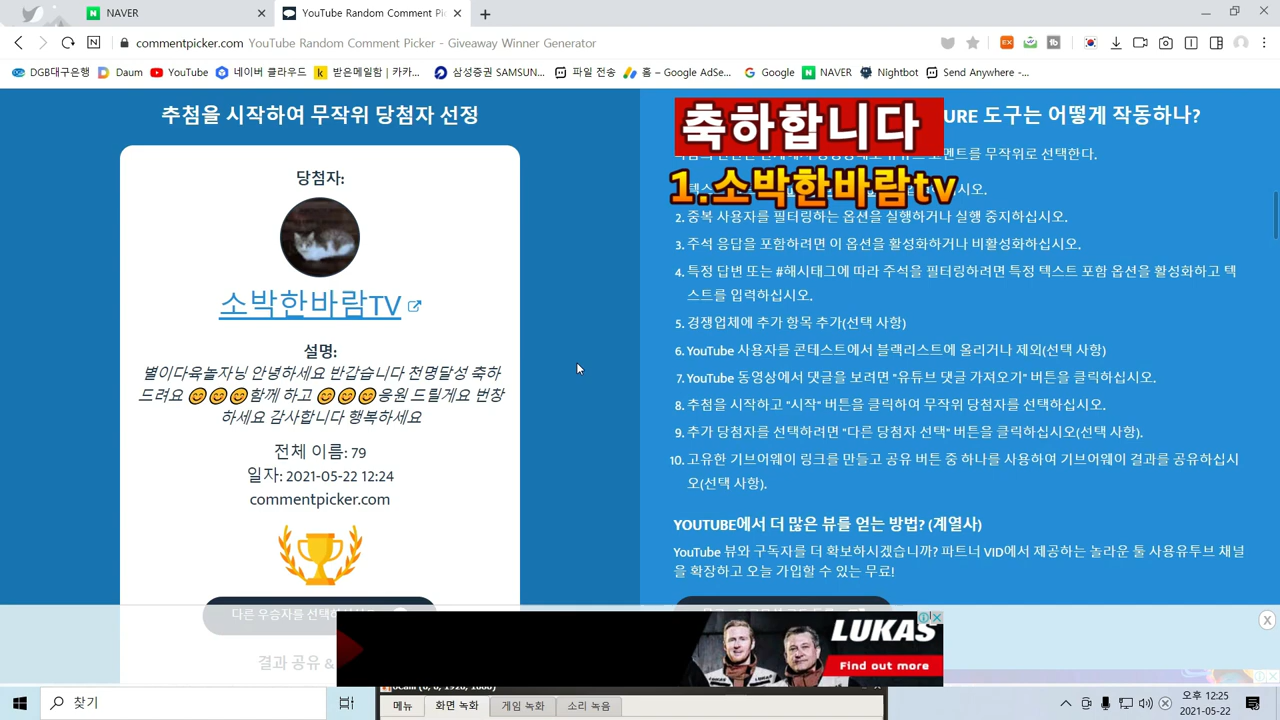 NAVER
YouTube Random Comment Pi
commentpicker.com YouTube Random Comment Picker - Giveaway Winner Generator
DGB대구은행 Daum YouTube 네이버 클라우드 받은메일함 | 카카... 삼성증권 SAMSUN... 파일 전송 홈 – Google AdSe... Google NAVER Nightbot Send Anywhere -...
추첨을 시작하여 무작위 당첨자 선정
당첨자:
소박한바람TV
설명:
별이다육놀자님 안녕하세요 반갑습니다 천명달성 축하
드려요 😊😊😊함께 하고 😊😊😊응원 드릴게요 번창
하세요 감사합니다 행복하세요
전체 이름: 79
일자: 2021-05-22 12:24
commentpicker.com
다른 우승자를 선택하
결과 공유 &
축하합니다
URE 도구는 어떻게 작동하나?
멘트를 무작위로 선택한다.
1.소박한바람tv
시오.
2. 중복 사용자를 필터링하는 옵션을 실행하거나 실행 중지하십시오.
3. 주석 응답을 포함하려면 이 옵션을 활성화하거나 비활성화하십시오.
4. 특정 답변 또는 #해시태그에 따라 주석을 필터링하려면 특정 텍스트 포함 옵션을 활성화하고 텍
스트를 입력하십시오.
5. 경쟁업체에 추가 항목 추가(선택 사항)
6. YouTube 사용자를 콘테스트에서 블랙리스트에 올리거나 제외(선택 사항)
7. YouTube 동영상에서 댓글을 보려면 "유튜브 댓글 가져오기" 버튼을 클릭하십시오.
8. 추첨을 시작하고 "시작" 버튼을 클릭하여 무작위 당첨자를 선택하십시오.
9. 추가 당첨자를 선택하려면 "다른 당첨자 선택" 버튼을 클릭하십시오(선택 사항).
10. 고유한 기브어웨이 링크를 만들고 공유 버튼 중 하나를 사용하여 기브어웨이 결과를 공유하십시
오(선택 사항).
YOUTUBE에서 더 많은 뷰를 얻는 방법? (계열사)
YouTube 뷰와 구독자를 더 확보하시겠습니까? 파트너 VID에서 제공하는 놀라운 툴 사용유투브 채널
을 확장하고 오늘 가입할 수 있는 무료!
LUKAS
Find out more
메뉴 화면 녹화 게임 녹화 소리 녹음
찾기
오후 12:25
2021-05-22